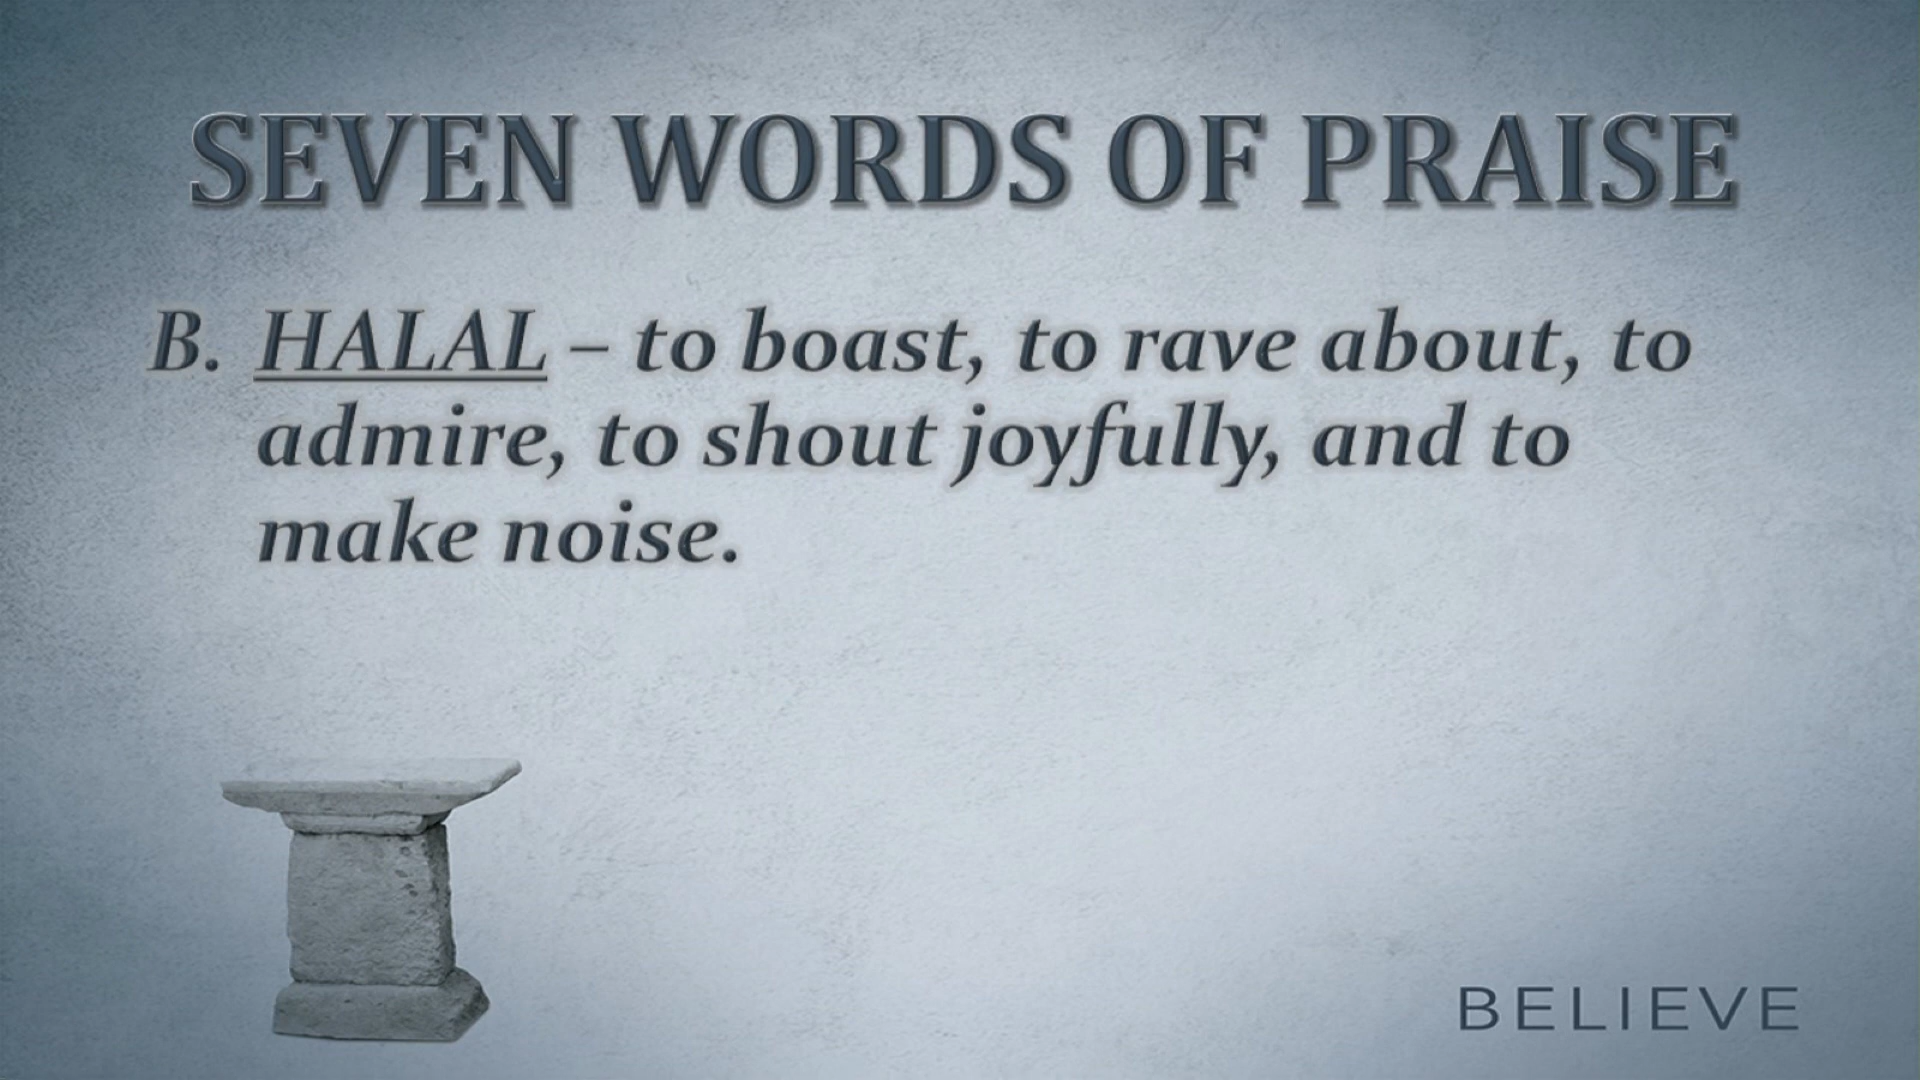 SEVEN WORDS OF PRAISE
B. HALAL – to boast, to rave about, to
admire, to shout joyfully, and to
make noise.
BELIEVE